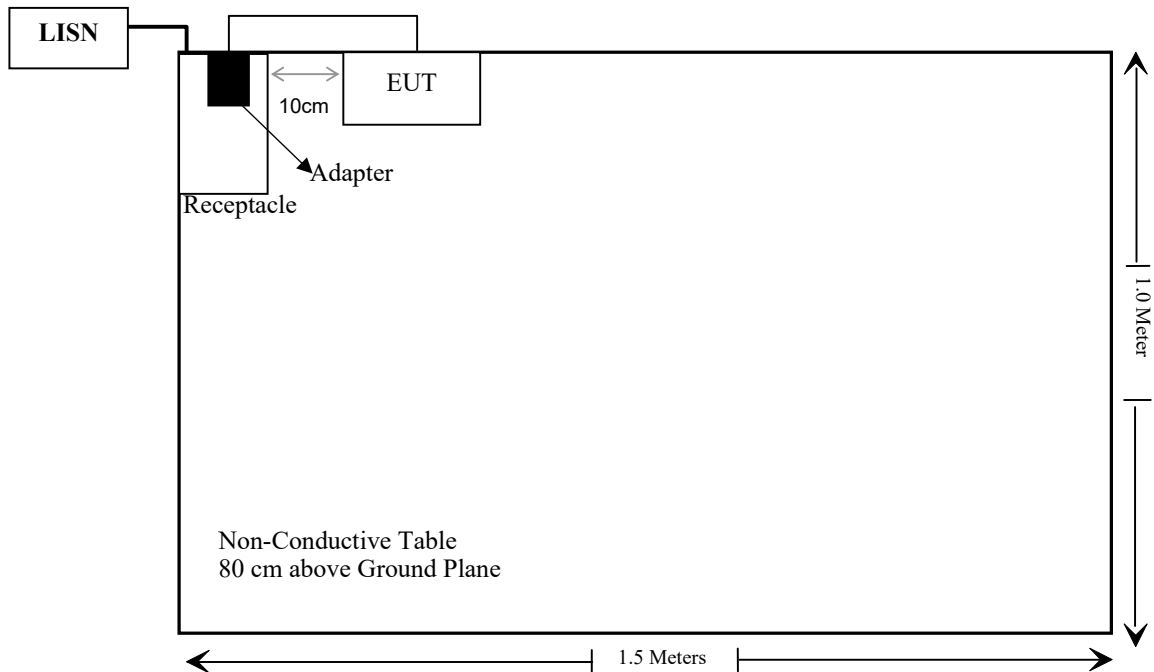 LISN
EUT
10cm
Adapter
Receptacle
1.0 Meter
Non-Conductive Table
80 cm above Ground Plane
1.5 Meters